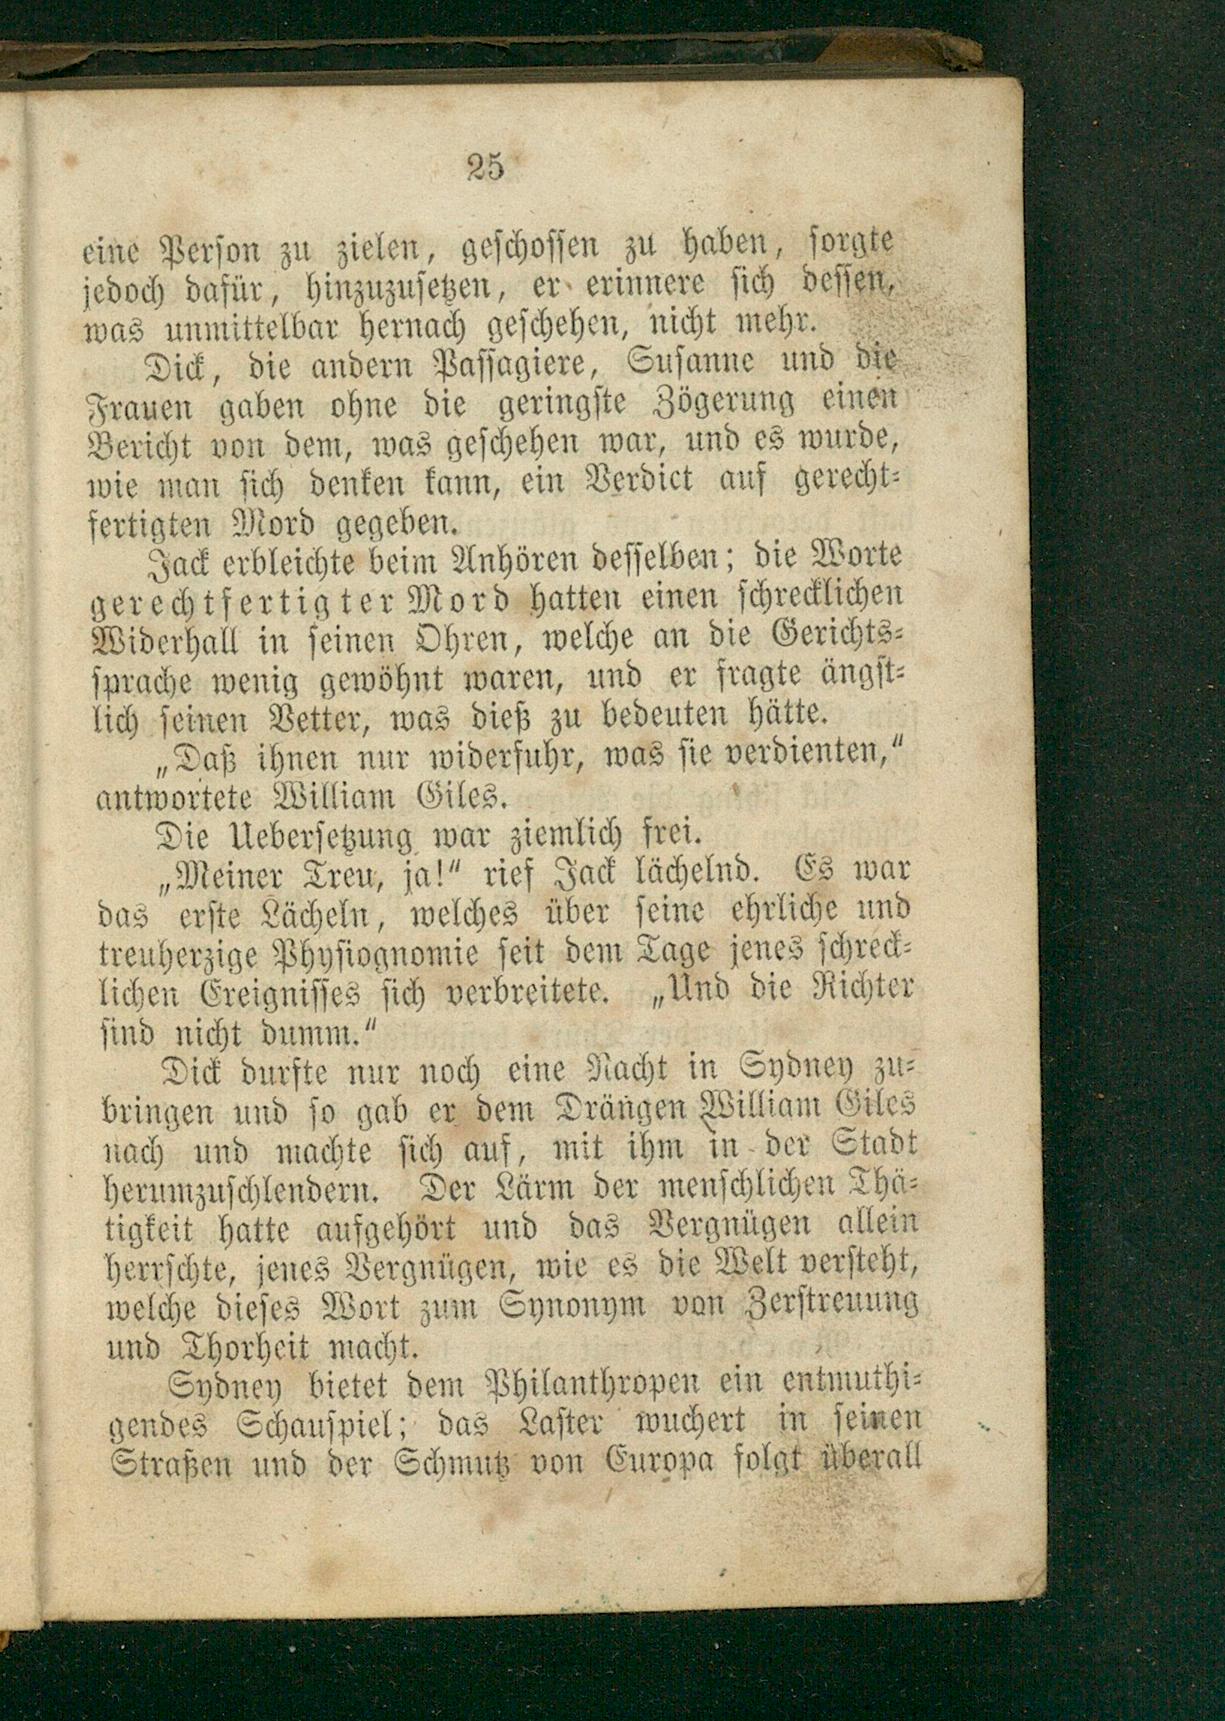 25
eine Person zu zielen, geschossen zu haben, sorgte
jedoch dafür, hinzuzusetzen, er erinnere sich dessen,
was unmittelbar hernach geschehen, nicht mehr.
Dick, die andern Passagiere, Susanne und die
Frauen gaben ohne die geringste Zögerung einen
Bericht von dem, was geschehen war, und es wurde,
wie man sich denken kann, ein Verdict auf gerecht-
fertigten Mord gegeben.
Jack erbleichte beim Anhören desselben; die Worte
gerechtfertigter Mord hatten einen schrecklichen
Widerhall in seinen Ohren, welche an die Gerichts-
sprache wenig gewöhnt waren, und er fragte ängst-
lich seinen Vetter, was dieß zu bedeuten hätte.
„Daß ihnen nur widerfuhr, was sie verdienten,“
antwortete William Giles.
Die Uebersetzung war ziemlich frei.
„Meiner Treu, ja!“ rief Jack lächelnd. Es war
das erste Lächeln, welches über seine ehrliche und
treuherzige Physiognomie seit dem Tage jenes schreck-
lichen Ereignisses sich verbreitete. „Und die Richter
sind nicht dumm.“
Dick durfte nur noch eine Nacht in Sydney zu-
bringen und so gab er dem Drängen William Giles
nach und machte sich auf, mit ihm in der Stadt
herumzuschlendern. Der Lärm der menschlichen Thä-
tigkeit hatte aufgehört und das Vergnügen allein
herrschte, jenes Vergnügen, wie es die Welt versteht,
welche dieses Wort zum Synonym von Zerstreuung
und Thorheit macht.
Sydney bietet dem Philanthropen ein entmuthi-
gendes Schauspiel; das Laster wuchert in seinen
Straßen und der Schmutz von Europa folgt überall